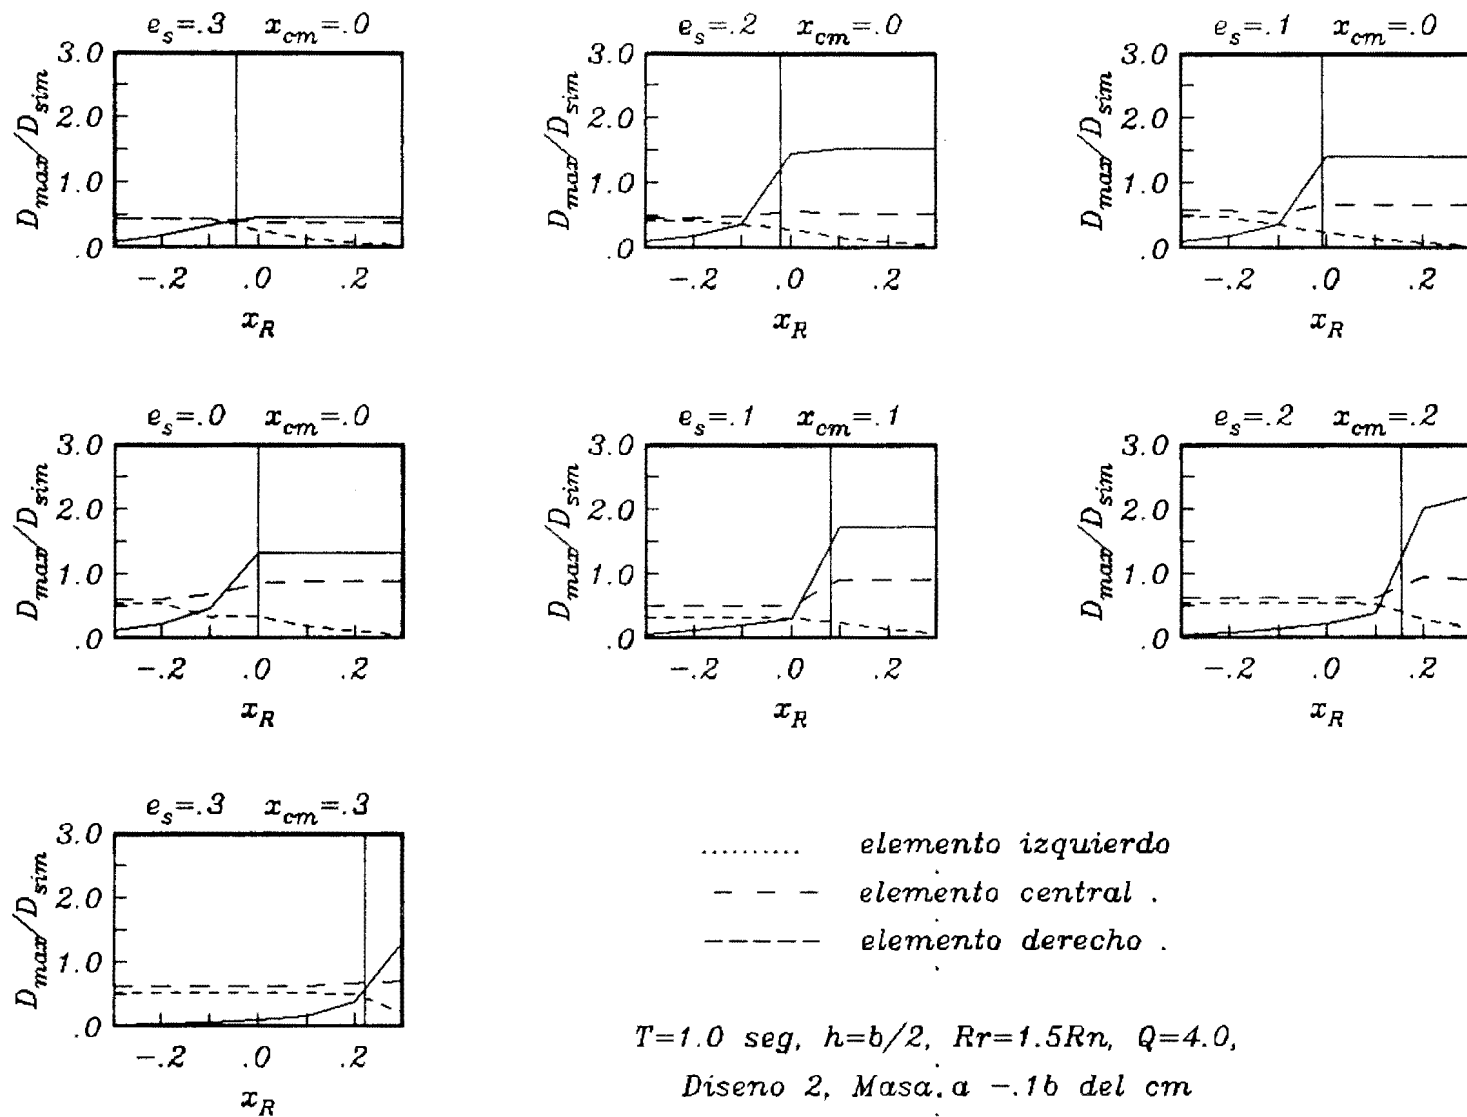 e_s=.3 x_cm=.0
3.0
2.0
1.0
.0
D_max/D_sim
-.2 .0 .2
x_R
e_s=.2 x_cm=.0
3.0
2.0
1.0
.0
D_max/D_sim
-.2 .0 .2
x_R
e_s=.1 x_cm=.0
3.0
2.0
1.0
.0
D_max/D_sim
-.2 .0 .2
x_R
e_s=.0 x_cm=.0
3.0
2.0
1.0
.0
D_max/D_sim
-.2 .0 .2
x_R
e_s=.1 x_cm=.1
3.0
2.0
1.0
.0
D_max/D_sim
-.2 .0 .2
x_R
e_s=.2 x_cm=.2
3.0
2.0
1.0
.0
D_max/D_sim
-.2 .0 .2
x_R
e_s=.3 x_cm=.3
3.0
2.0
1.0
.0
D_max/D_sim
-.2 .0 .2
x_R
elemento izquierdo
elemento central .
elemento derecho .
T=1.0 seg, h=b/2, Rr=1.5Rn, Q=4.0,
Diseno 2, Masa a -.1b del cm